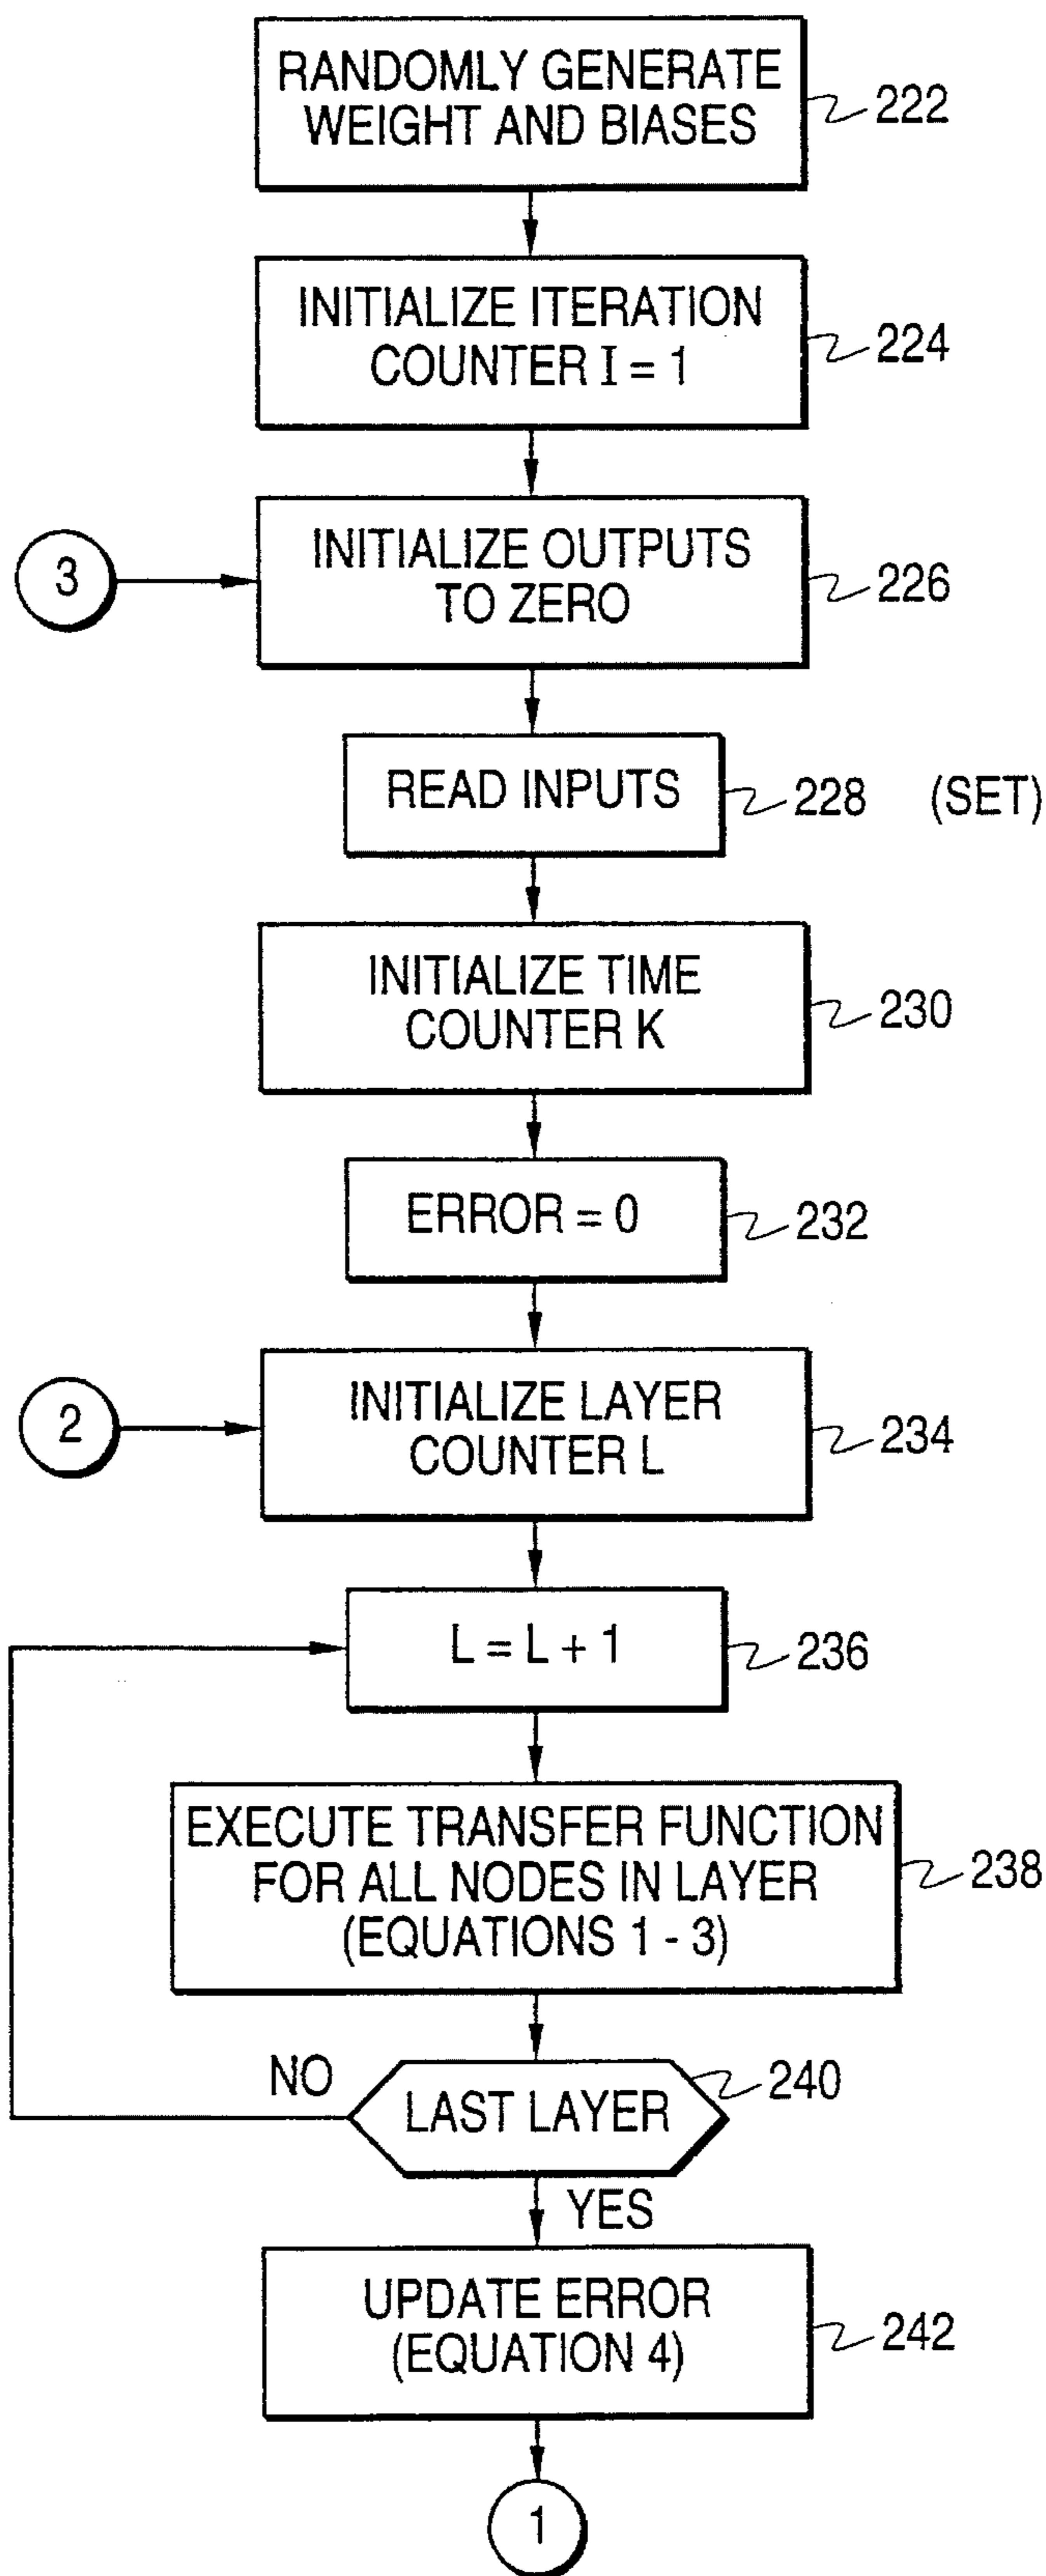 RANDOMLY GENERATE
WEIGHT AND BIASES
222
INITIALIZE ITERATION
COUNTER I = 1
224
3
INITIALIZE OUTPUTS
TO ZERO
226
READ INPUTS
228 (SET)
INITIALIZE TIME
COUNTER K
230
ERROR = 0
232
2
INITIALIZE LAYER
COUNTER L
234
L = L + 1
236
EXECUTE TRANSFER FUNCTION
FOR ALL NODES IN LAYER
(EQUATIONS 1 - 3)
238
NO
LAST LAYER
240
YES
UPDATE ERROR
(EQUATION 4)
242
1